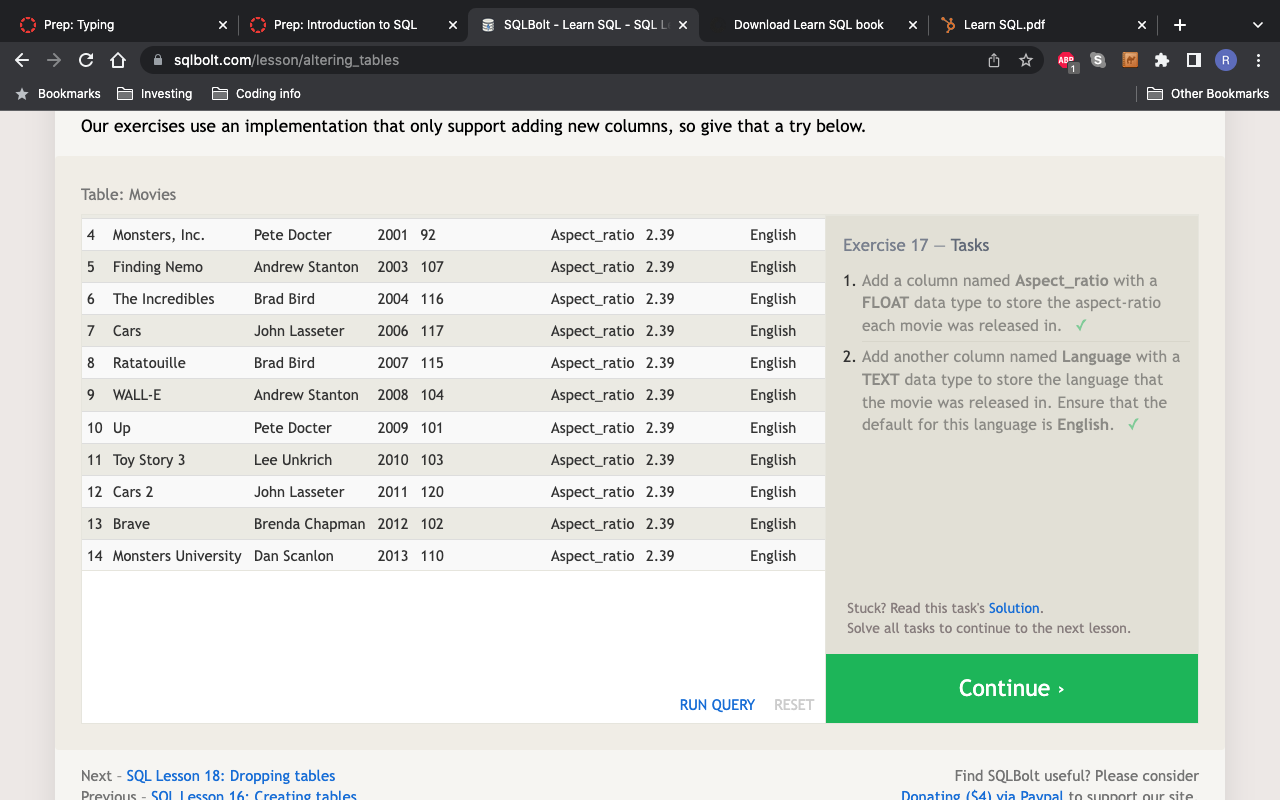 Prep: Typing
Prep: Introduction to SQL
SQLBolt - Learn SQL - SQL L
Download Learn SQL book
Learn SQL.pdf
sqlbolt.com/lesson/altering_tables
ABP
1
S
R
Bookmarks
Investing
Coding info
Other Bookmarks
Our exercises use an implementation that only support adding new columns, so give that a try below.
Table: Movies
4 Monsters, Inc. Pete Docter 2001 92 Aspect_ratio 2.39 English
5 Finding Nemo Andrew Stanton 2003 107 Aspect_ratio 2.39 English
6 The Incredibles Brad Bird 2004 116 Aspect_ratio 2.39 English
7 Cars John Lasseter 2006 117 Aspect_ratio 2.39 English
8 Ratatouille Brad Bird 2007 115 Aspect_ratio 2.39 English
9 WALL-E Andrew Stanton 2008 104 Aspect_ratio 2.39 English
10 Up Pete Docter 2009 101 Aspect_ratio 2.39 English
11 Toy Story 3 Lee Unkrich 2010 103 Aspect_ratio 2.39 English
12 Cars 2 John Lasseter 2011 120 Aspect_ratio 2.39 English
13 Brave Brenda Chapman 2012 102 Aspect_ratio 2.39 English
14 Monsters University Dan Scanlon 2013 110 Aspect_ratio 2.39 English
RUN QUERY RESET
Exercise 17 — Tasks
1. Add a column named Aspect_ratio with a
FLOAT data type to store the aspect-ratio
each movie was released in. ✓
2. Add another column named Language with a
TEXT data type to store the language that
the movie was released in. Ensure that the
default for this language is English. ✓
Stuck? Read this task's Solution.
Solve all tasks to continue to the next lesson.
Continue ›
Next – SQL Lesson 18: Dropping tables
Previous – SQL Lesson 16: Creating tables
Find SQLBolt useful? Please consider
Donating ($4) via Paypal to support our site.